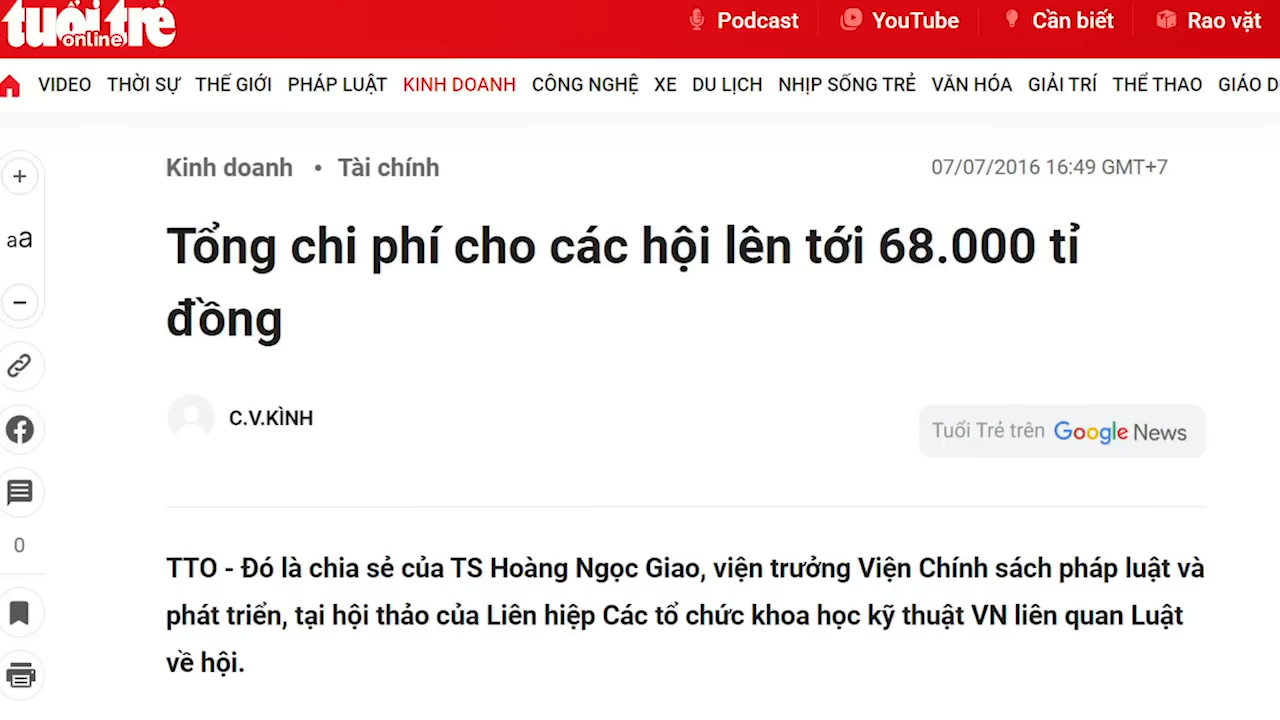 tuổi trẻ
online
Podcast YouTube Cần biết Rao vặt
VIDEO THỜI SỰ THẾ GIỚI PHÁP LUẬT KINH DOANH CÔNG NGHỆ XE DU LỊCH NHỊP SỐNG TRẺ VĂN HÓA GIẢI TRÍ THỂ THAO GIÁO D
Kinh doanh • Tài chính 07/07/2016 16:49 GMT+7
Tổng chi phí cho các hội lên tới 68.000 tỉ
đồng
aa
C.V.KÌNH
Tuổi Trẻ trên Google News
0
TTO - Đó là chia sẻ của TS Hoàng Ngọc Giao, viện trưởng Viện Chính sách pháp luật và
phát triển, tại hội thảo của Liên hiệp Các tổ chức khoa học kỹ thuật VN liên quan Luật
về hội.